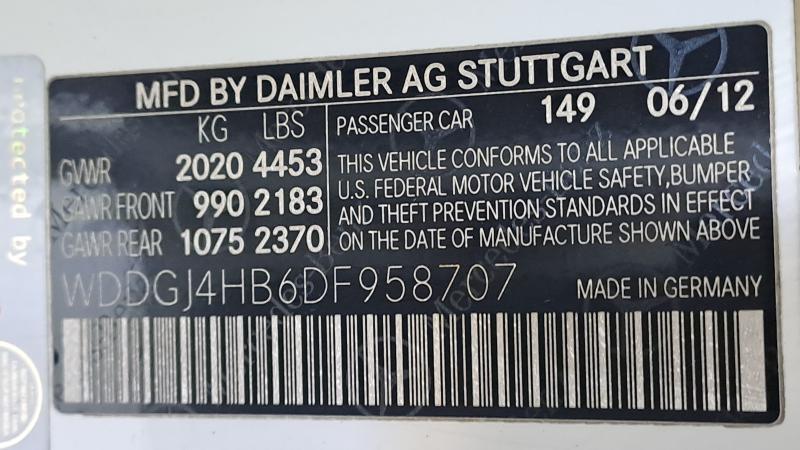 MFD BY DAIMLER AG STUTTGART
KG LBS
GVWR 2020 4453
GAWR FRONT 990 2183
GAWR REAR 1075 2370
PASSENGER CAR 149 06/12
THIS VEHICLE CONFORMS TO ALL APPLICABLE
U.S. FEDERAL MOTOR VEHICLE SAFETY, BUMPER
AND THEFT PREVENTION STANDARDS IN EFFECT
ON THE DATE OF MANUFACTURE SHOWN ABOVE
WDDGJ4HB6DF958707 MADE IN GERMANY
Protected by